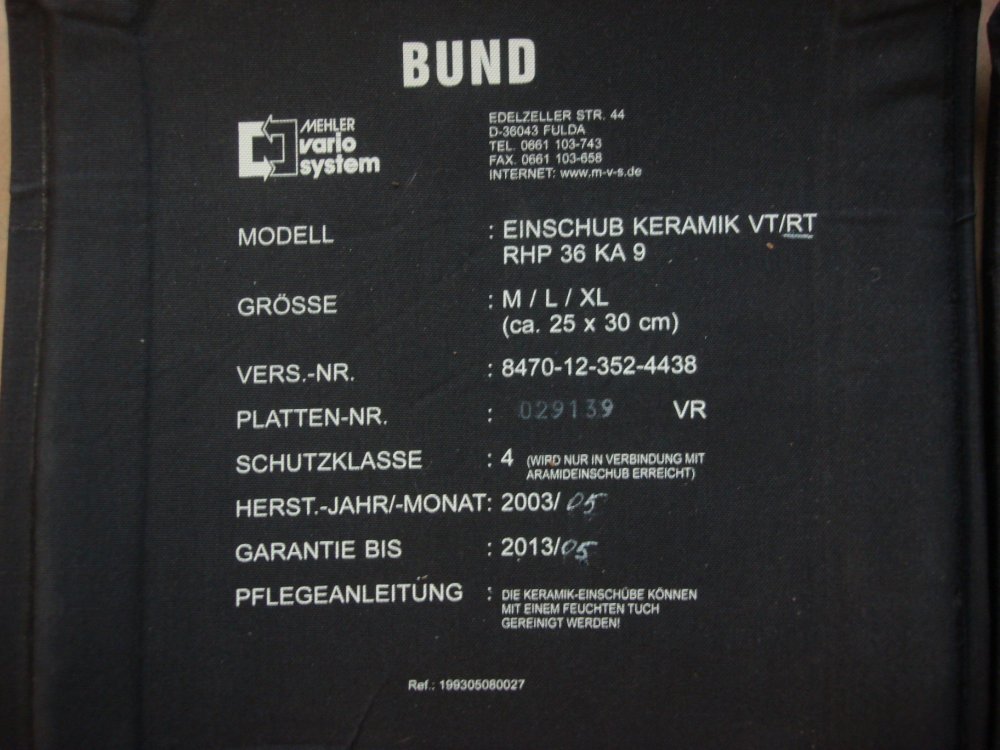 BUND
MEHLER
vario
system
EDELZELLER STR. 44
D-36043 FULDA
TEL. 0661 103-743
FAX. 0661 103-658
INTERNET: www.m-v-s.de
MODELL : EINSCHUB KERAMIK VT/RT
RHP 36 KA 9
GRÖSSE : M / L / XL
(ca. 25 x 30 cm)
VERS.-NR. : 8470-12-352-4438
PLATTEN-NR. : 029139 VR
SCHUTZKLASSE : 4 (WIRD NUR IN VERBINDUNG MIT
ARAMIDEINSCHUB ERREICHT)
HERST.-JAHR/-MONAT: 2003/05
GARANTIE BIS : 2013/05
PFLEGEANLEITUNG : DIE KERAMIK-EINSCHÜBE KÖNNEN
MIT EINEM FEUCHTEN TUCH
GEREINIGT WERDEN!
Ref.: 199305080027